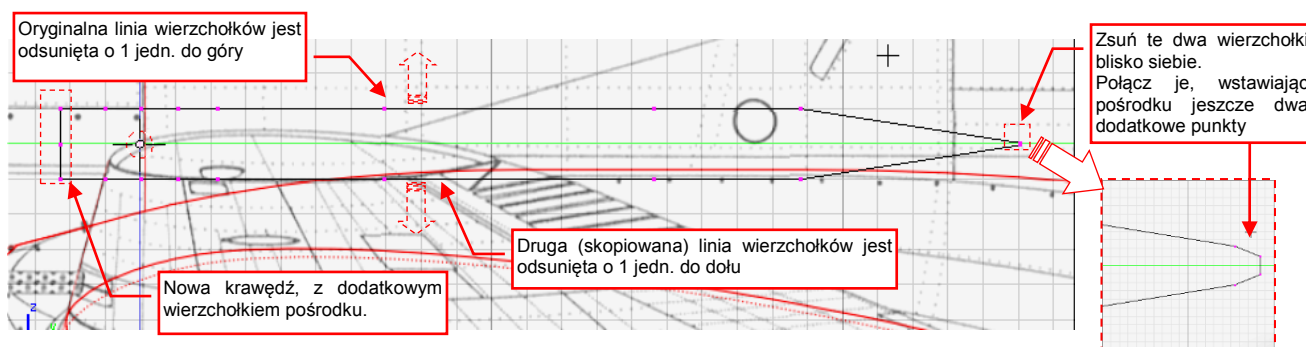 Oryginalna linia wierzchołków jest
odsunięta o 1 jedn. do góry
Zsuń te dwa wierzchołki
blisko siebie.
Połącz je, wstawiając
pośrodku jeszcze dwa
dodatkowe punkty
Druga (skopiowana) linia wierzchołków jest
odsunięta o 1 jedn. do dołu
Nowa krawędź, z dodatkowym
wierzchołkiem pośrodku.
z